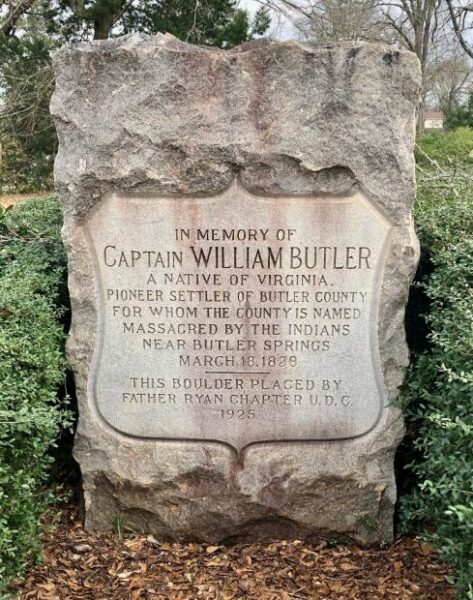 IN MEMORY OF
CAPTAIN WILLIAM BUTLER
A NATIVE OF VIRGINIA.
PIONEER SETTLER OF BUTLER COUNTY
FOR WHOM THE COUNTY IS NAMED
MASSACRED BY THE INDIANS
NEAR BUTLER SPRINGS
MARCH.18.1828
THIS BOULDER PLACED BY
FATHER RYAN CHAPTER U.D.C.
1925